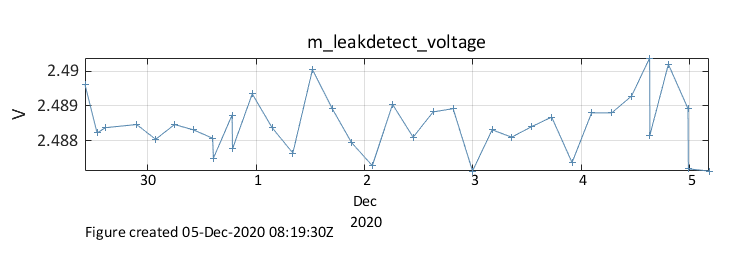 m_leakdetect_voltage
2.49
2.489
2.488
V
30 1 2 3 4 5
Dec
2020
Figure created 05-Dec-2020 08:19:30Z